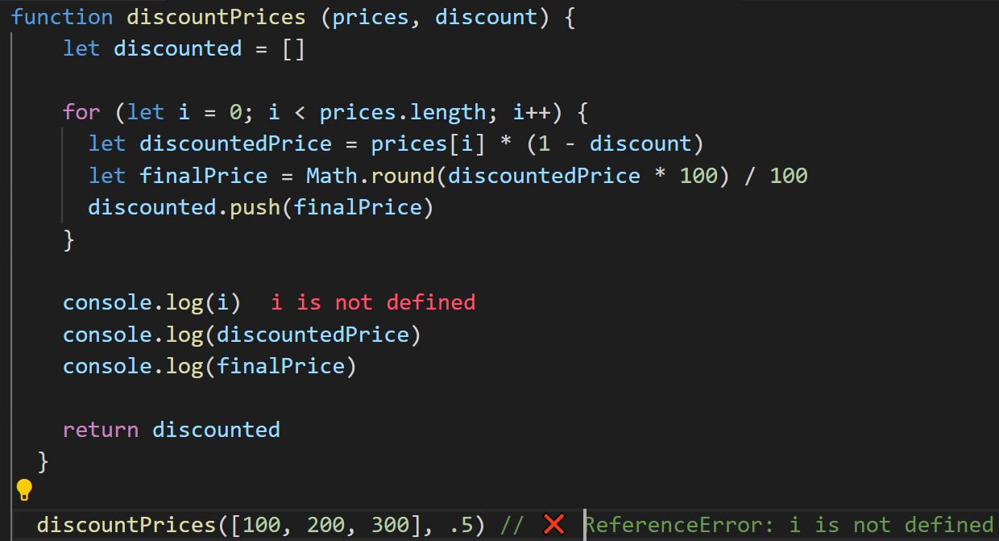 function discountPrices (prices, discount) {
let discounted = []
for (let i = 0; i < prices.length; i++) {
let discountedPrice = prices[i] * (1 - discount)
let finalPrice = Math.round(discountedPrice * 100) / 100
discounted.push(finalPrice)
}
console.log(i) i is not defined
console.log(discountedPrice)
console.log(finalPrice)
return discounted
}
discountPrices([100, 200, 300], .5) // ❌ ReferenceError: i is not defined